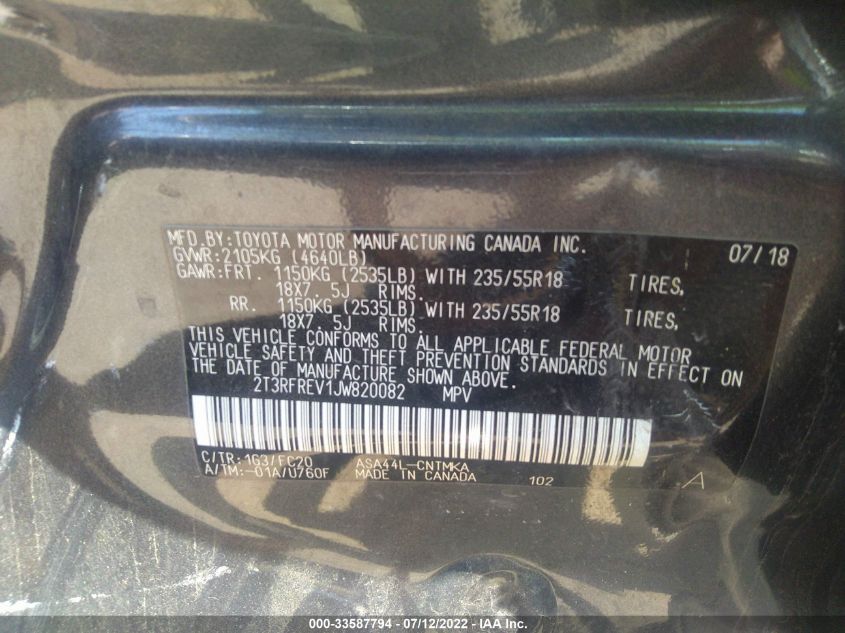 MFD.BY:TOYOTA MOTOR MANUFACTURING CANADA INC. 07/18
GVWR:2105KG (4640LB)
GAWR:FRT. 1150KG (2535LB) WITH 235/55R18 TIRES,
18X7. 5J RIMS.
RR. 1150KG (2535LB) WITH 235/55R18 TIRES,
18X7. 5J RIMS.
THIS VEHICLE CONFORMS TO ALL APPLICABLE FEDERAL MOTOR
VEHICLE SAFETY AND THEFT PREVENTION STANDARDS IN EFFECT ON
THE DATE OF MANUFACTURE SHOWN ABOVE.
2T3RFREV1JW820082 MPV
C/TR:1G3/FC20 ASA44L-CNTMKA
A/TM:-01A/U760F MADE IN CANADA 102 A
000-33587794 - 07/12/2022 - IAA Inc.